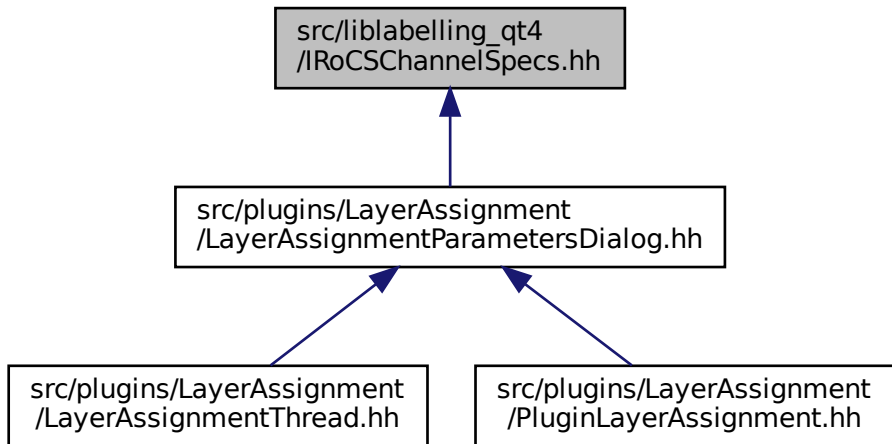 src/liblabelling_qt4
/IRoCSChannelSpecs.hh
src/plugins/LayerAssignment
/LayerAssignmentParametersDialog.hh
src/plugins/LayerAssignment
/LayerAssignmentThread.hh
src/plugins/LayerAssignment
/PluginLayerAssignment.hh